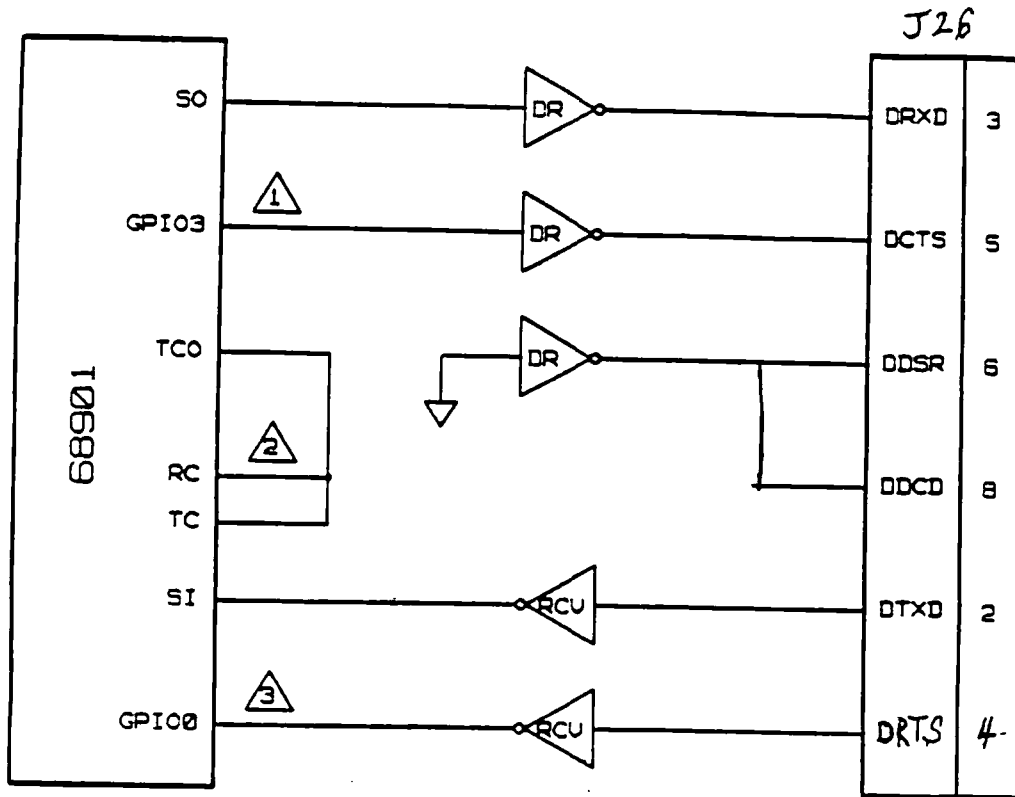 J26
SO
DR
DRXD 3
1
GPIO3
DR
DCTS 5
TCO
DR
DDSR 6
68901
2
RC
DDCD 8
TC
SI
RCV
DTXD 2
3
GPIO0
RCV
DRTS 4